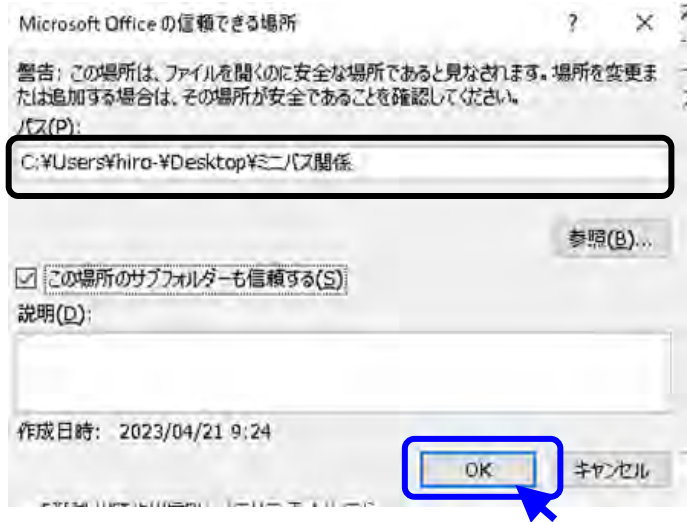 Microsoft Office の信頼できる場所
警告: この場所は、ファイルを開くのに安全な場所であると見なされます。場所を変更ま
たは追加する場合は、その場所が安全であることを確認してください。
パス(P):
C:¥Users¥hiro-¥Desktop¥ミニバス関係
参照(B)...
この場所のサブフォルダーも信頼する(S)
説明(D):
作成日時: 2023/04/21 9:24
OK
キャンセル